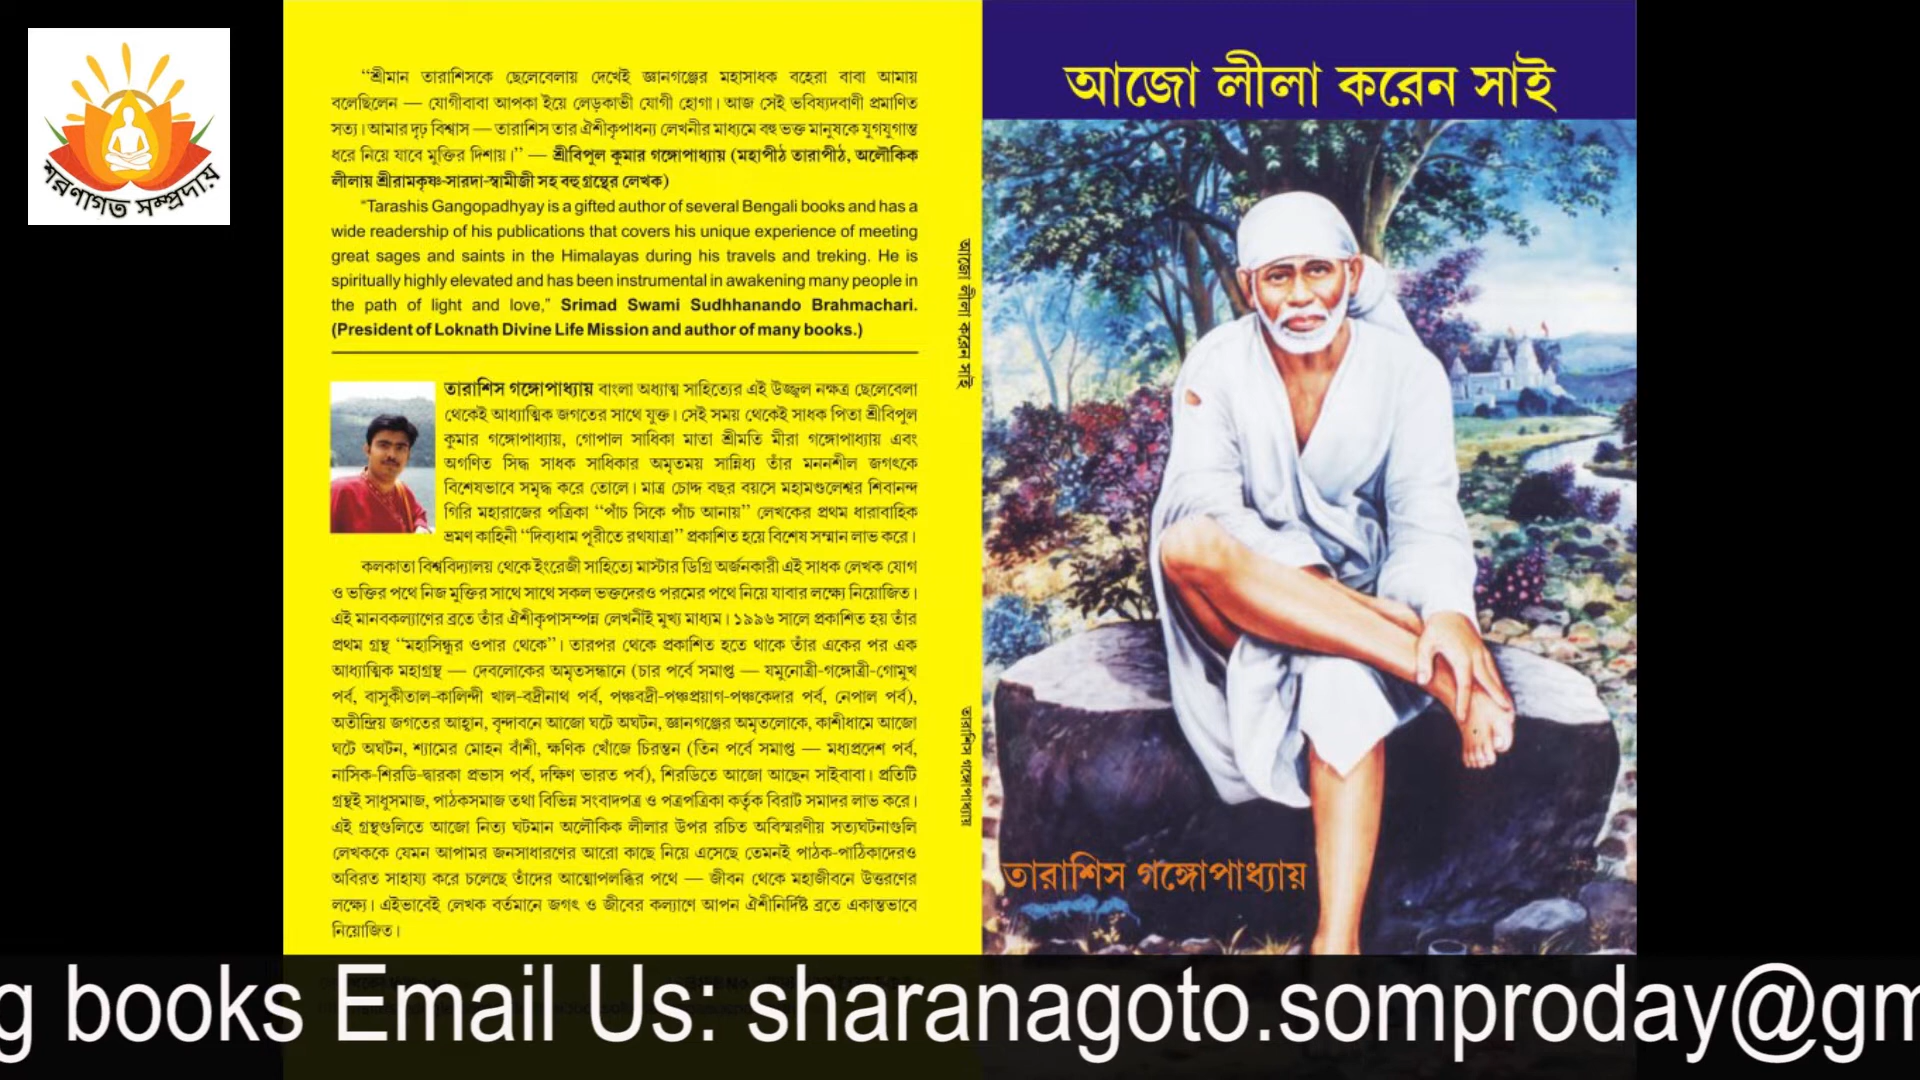 শরণাগত সম্প্রদায়
“শ্রীমান তারাশিসকে ছেলেবেলায় দেখেই জ্ঞানগঞ্জের মহাসাধক বহেরা বাবা আমায়
বলেছিলেন — যোগীবাবা আপকা ইয়ে লেড়কাভী যোগী হোগা। আজ সেই ভবিষ্যদবাণী প্রমাণিত
সত্য। আমার দৃঢ় বিশ্বাস — তারাশিস তার ঐশীকৃপাধন্য লেখনীর মাধ্যমে বহু ভক্ত মানুষকে যুগযুগান্ত
ধরে নিয়ে যাবে মুক্তির দিশায়।” — শ্রীবিপুল কুমার গঙ্গোপাধ্যায় (মহাপীঠ তারাপীঠ, অলৌকিক
লীলায় শ্রীরামকৃষ্ণ-সারদা-স্বামীজী সহ বহু গ্রন্থের লেখক)
“Tarashis Gangopadhyay is a gifted author of several Bengali books and has a
wide readership of his publications that covers his unique experience of meeting
great sages and saints in the Himalayas during his travels and treking. He is
spiritually highly elevated and has been instrumental in awakening many people in
the path of light and love,” Srimad Swami Sudhhanando Brahmachari.
(President of Loknath Divine Life Mission and author of many books.)
তারাশিস গঙ্গোপাধ্যায় বাংলা অধ্যাত্ম সাহিত্যের এই উজ্জ্বল নক্ষত্র ছেলেবেলা
থেকেই আধ্যাত্মিক জগতের সাথে যুক্ত। সেই সময় থেকেই সাধক পিতা শ্রীবিপুল
কুমার গঙ্গোপাধ্যায়, গোপাল সাধিকা মাতা শ্রীমতি মীরা গঙ্গোপাধ্যায় এবং
অগণিত সিদ্ধ সাধক সাধিকার অমৃতময় সান্নিধ্য তাঁর মননশীল জগৎকে
বিশেষভাবে সমৃদ্ধ করে তোলে। মাত্র চোদ্দ বছর বয়সে মহামণ্ডলেশ্বর শিবানন্দ
গিরি মহারাজের পত্রিকা “পাঁচ সিকে পাঁচ আনায়” লেখকের প্রথম ধারাবাহিক
ভ্রমণ কাহিনী “দিব্যধাম পূরীতে রথযাত্রা” প্রকাশিত হয়ে বিশেষ সম্মান লাভ করে।
কলকাতা বিশ্ববিদ্যালয় থেকে ইংরেজী সাহিত্যে মাস্টার ডিগ্রি অর্জনকারী এই সাধক লেখক যোগ
ও ভক্তির পথে নিজ মুক্তির সাথে সাথে সকল ভক্তদেরও পরমের পথে নিয়ে যাবার লক্ষ্যে নিয়োজিত।
এই মানবকল্যাণের ব্রতে তাঁর ঐশীকৃপাসম্পন্ন লেখনীই মুখ্য মাধ্যম। ১৯৯৬ সালে প্রকাশিত হয় তাঁর
প্রথম গ্রন্থ “মহাসিন্ধুর ওপার থেকে”। তারপর থেকে প্রকাশিত হতে থাকে তাঁর একের পর এক
আধ্যাত্মিক মহাগ্রন্থ — দেবলোকের অমৃতসন্ধানে (চার পর্বে সমাপ্ত — যমুনোত্রী-গঙ্গোত্রী-গোমুখ
পর্ব, বাসুকীতাল-কালিন্দী খাল-বদ্রীনাথ পর্ব, পঞ্চবদ্রী-পঞ্চপ্রয়াগ-পঞ্চকেদার পর্ব, নেপাল পর্ব),
অতীন্দ্রিয় জগতের আহ্বান, বৃন্দাবনে আজো ঘটে অঘটন, জ্ঞানগঞ্জের অমৃতলোকে, কাশীধামে আজো
ঘটে অঘটন, শ্যামের মোহন বাঁশী, ক্ষণিক খোঁজে চিরন্তন (তিন পর্বে সমাপ্ত — মধ্যপ্রদেশ পর্ব,
নাসিক-শিরডি-দ্বারকা প্রভাস পর্ব, দক্ষিণ ভারত পর্ব), শিরডিতে আজো আছেন সাইবাবা। প্রতিটি
গ্রন্থই সাধুসমাজ, পাঠকসমাজ তথা বিভিন্ন সংবাদপত্র ও পত্রপত্রিকা কর্তৃক বিরাট সমাদর লাভ করে।
এই গ্রন্থগুলিতে আজো নিত্য ঘটমান অলৌকিক লীলার উপর রচিত অবিস্মরণীয় সত্যঘটনাগুলি
লেখককে যেমন আপামর জনসাধারণের আরো কাছে নিয়ে এসেছে তেমনই পাঠক-পাঠিকাদেরও
অবিরত সাহায্য করে চলেছে তাঁদের আত্মোপলব্ধির পথে — জীবন থেকে মহাজীবনে উত্তরণের
লক্ষ্যে। এইভাবেই লেখক বর্তমানে জগৎ ও জীবের কল্যাণে আপন ঐশীনির্দিষ্ট ব্রতে একান্তভাবে
নিয়োজিত।
আজো লীলা করেন সাই
তারাশিস গঙ্গোপাধ্যায়
আজো লীলা করেন সাই
তারাশিস গঙ্গোপাধ্যায়
g books Email Us: sharanagoto.somproday@gm